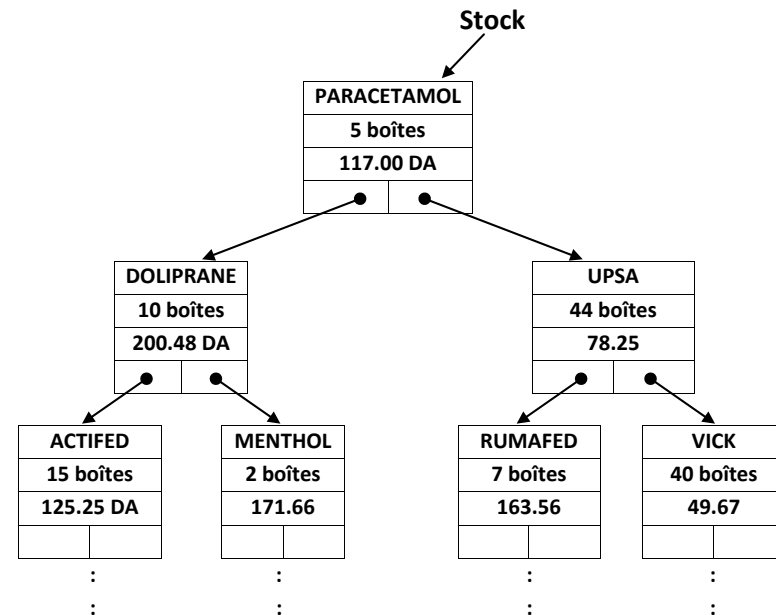 Stock
PARACETAMOL
5 boîtes
117.00 DA
DOLIPRANE
10 boîtes
200.48 DA
UPSA
44 boîtes
78.25
ACTIFED
15 boîtes
125.25 DA
MENTHOL
2 boîtes
171.66
RUMAFED
7 boîtes
163.56
VICK
40 boîtes
49.67
: : : :
: : : :